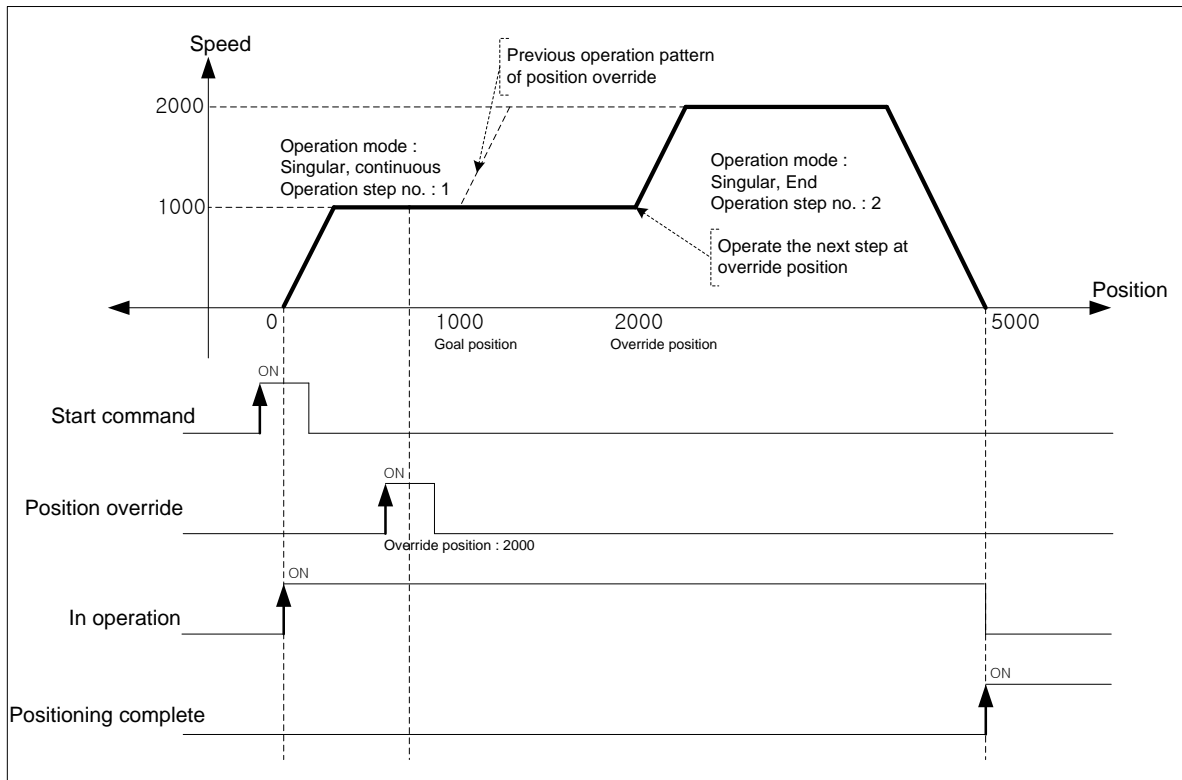 Speed
Previous operation pattern
of position override
2000
Operation mode :
Singular, continuous
Operation step no. : 1
Operation mode :
Singular, End
Operation step no. : 2
1000
Operate the next step at
override position
Position
0
1000
2000
5000
Goal position
Override position
ON
Start command
ON
Position override
Override position : 2000
ON
In operation
ON
Positioning complete